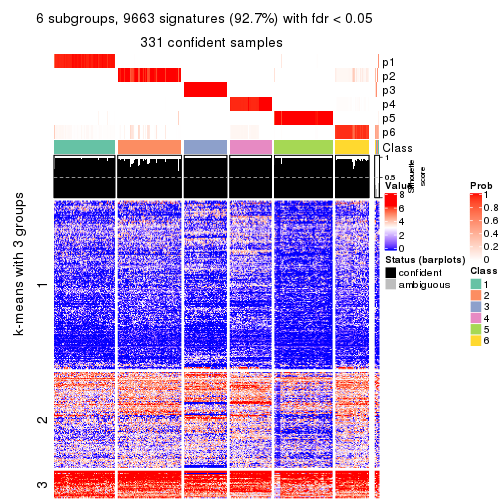 6 subgroups, 9663 signatures (92.7%) with fdr < 0.05
331 confident samples
p1
p2
p3
p4
p5
p6
Class
1
0.5
Silhouette
score
k-means with 3 groups
1
2
3
Value
8
6
4
2
0
Status (barplots)
confident
ambiguous
Prob
1
0.8
0.6
0.4
0.2
0
Class
1
2
3
4
5
6